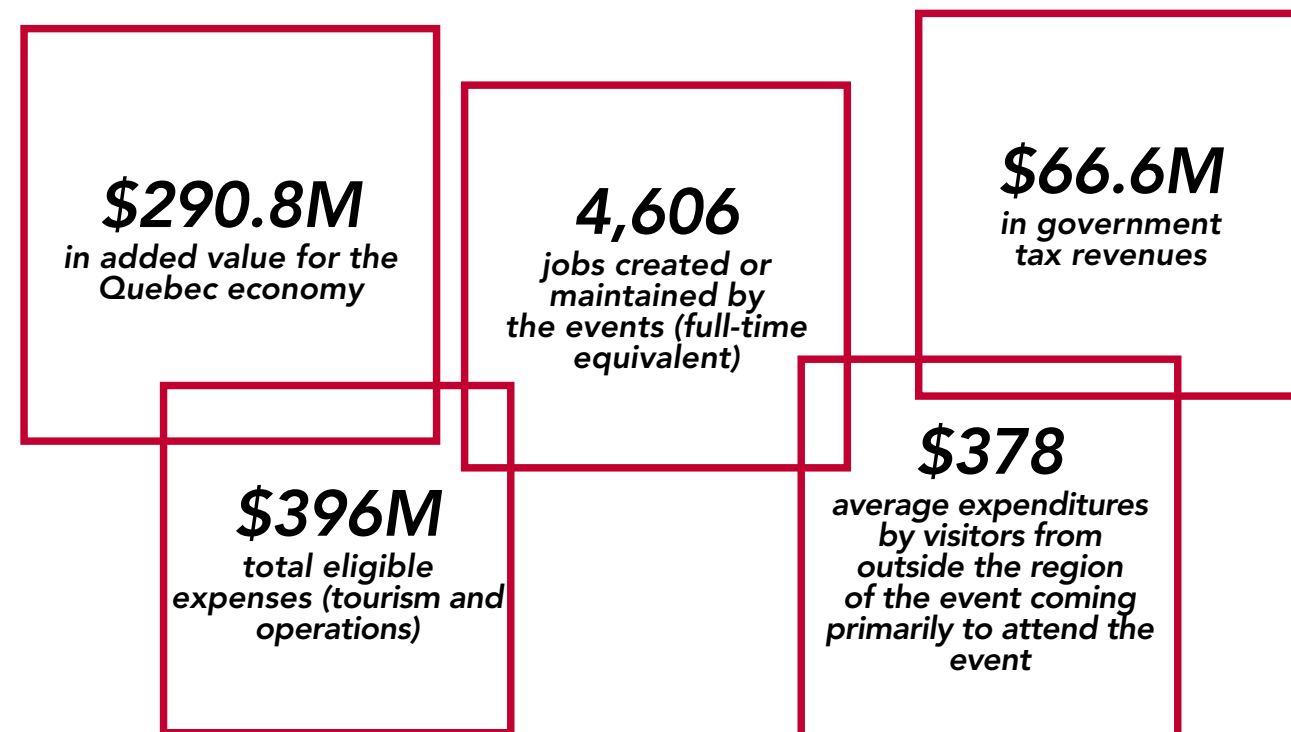 $290.8M
in added value for the
Quebec economy
4,606
jobs created or
maintained by
the events (full-time
equivalent)
$66.6M
in government
tax revenues
$396M
total eligible
expenses (tourism and
operations)
$378
average expenditures
by visitors from
outside the region
of the event coming
primarily to attend the
event